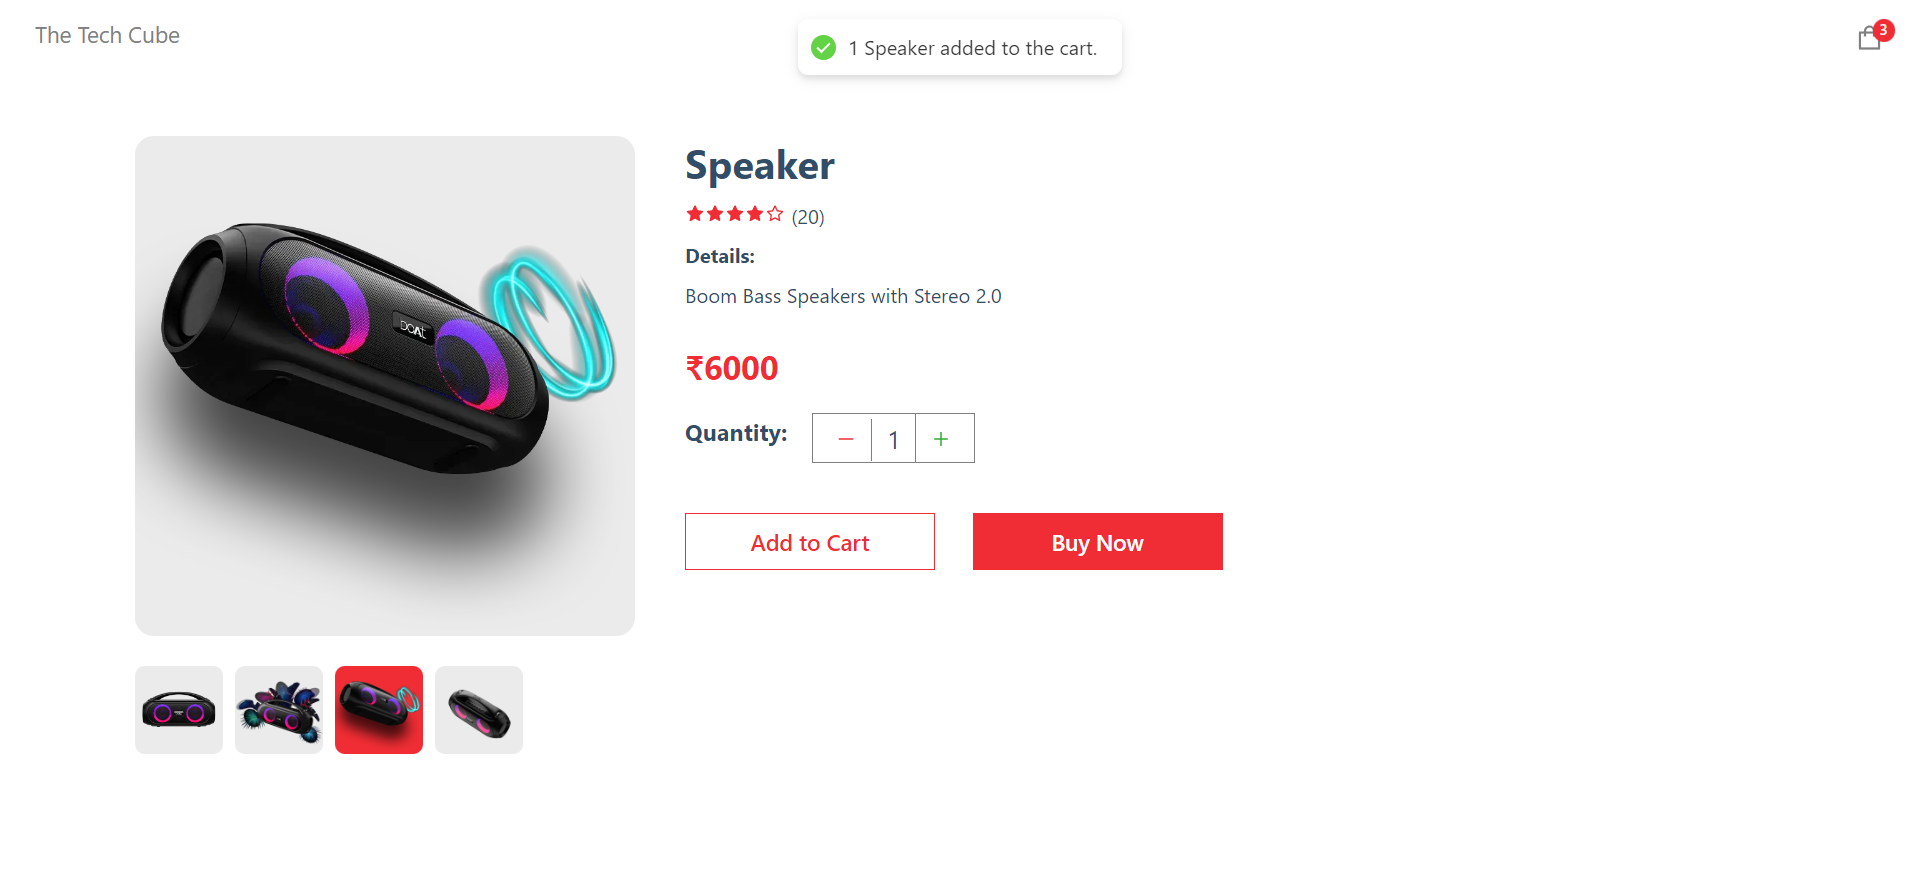 The Tech Cube
1 Speaker added to the cart.
3
boAt
Speaker
(20)
Details:
Boom Bass Speakers with Stereo 2.0
₹6000
Quantity:
− 1 +
Add to Cart
Buy Now